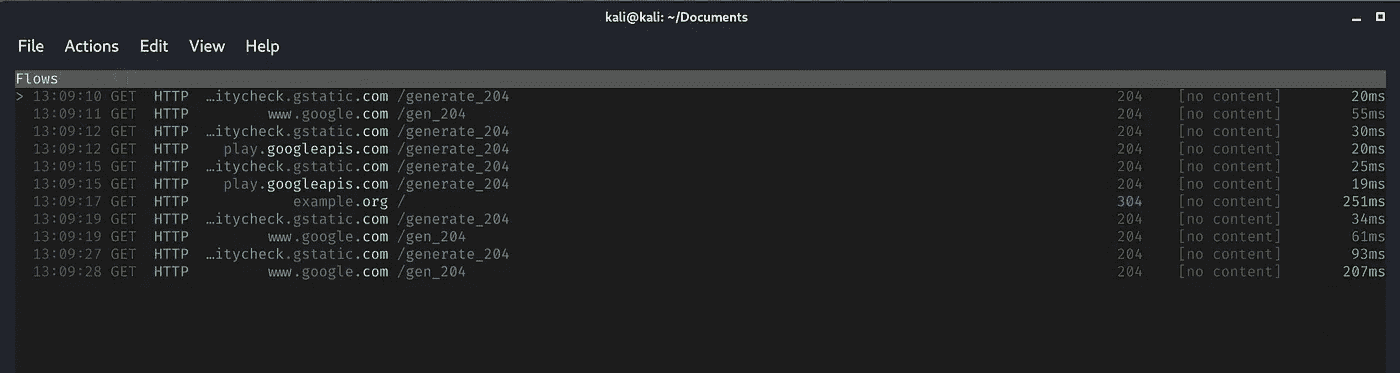 kali@kali: ~/Documents
File Actions Edit View Help
Flows
> 13:09:10 GET HTTP …itycheck.gstatic.com /generate_204 204 [no content] 20ms
13:09:11 GET HTTP www.google.com /gen_204 204 [no content] 55ms
13:09:12 GET HTTP …itycheck.gstatic.com /generate_204 204 [no content] 30ms
13:09:12 GET HTTP play.googleapis.com /generate_204 204 [no content] 20ms
13:09:15 GET HTTP …itycheck.gstatic.com /generate_204 204 [no content] 25ms
13:09:15 GET HTTP play.googleapis.com /generate_204 204 [no content] 19ms
13:09:17 GET HTTP example.org / 304 [no content] 251ms
13:09:19 GET HTTP …itycheck.gstatic.com /generate_204 204 [no content] 34ms
13:09:19 GET HTTP www.google.com /gen_204 204 [no content] 61ms
13:09:27 GET HTTP …itycheck.gstatic.com /generate_204 204 [no content] 93ms
13:09:28 GET HTTP www.google.com /gen_204 204 [no content] 207ms